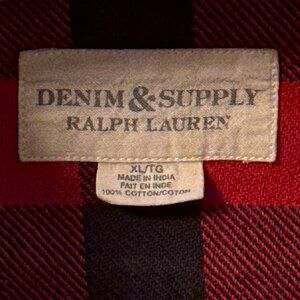 DENIM & SUPPLY
RALPH LAUREN
XL/TG
MADE IN INDIA
FAIT EN INDE
100% COTTON/COTON